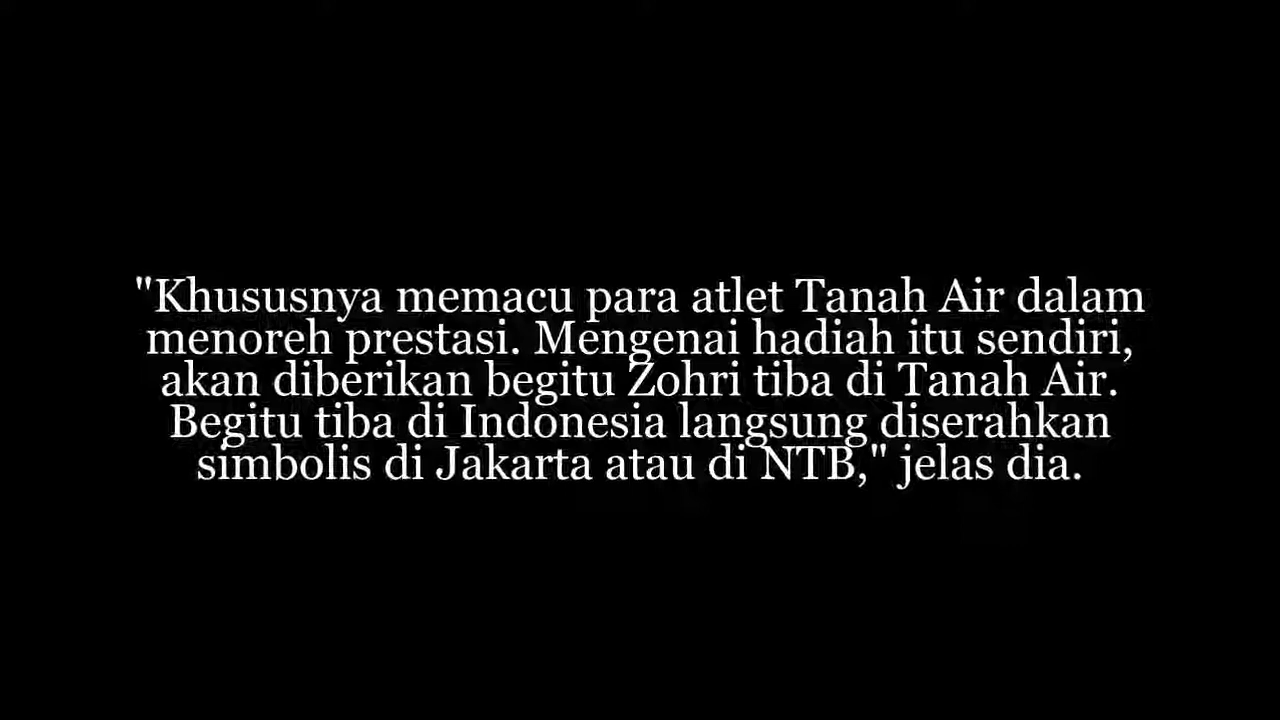 "Khususnya memacu para atlet Tanah Air dalam
menoreh prestasi. Mengenai hadiah itu sendiri,
akan diberikan begitu Zohri tiba di Tanah Air.
Begitu tiba di Indonesia langsung diserahkan
simbolis di Jakarta atau di NTB," jelas dia.